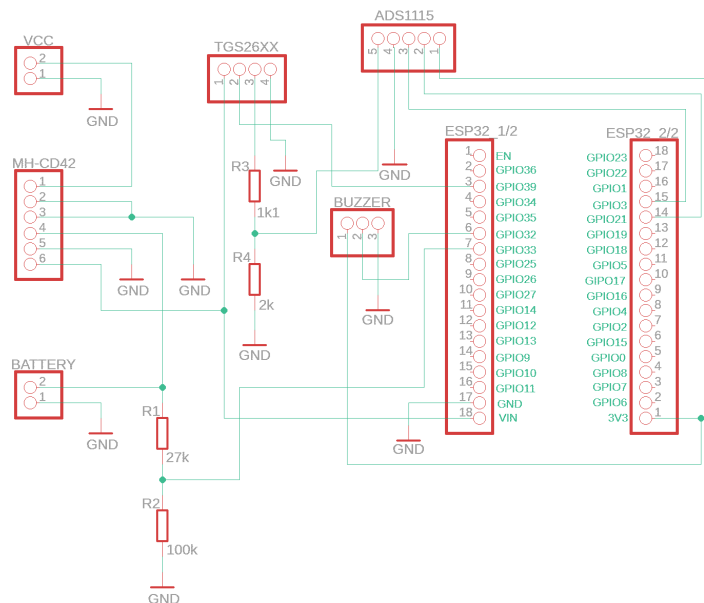 ADS1115
5 4 3 2 1
GND
VCC
2
1
GND
TGS26XX
1 2 3 4
GND
MH-CD42
1
2
3
4
5
6
GND
GND
R3
1k1
R4
2k
GND
BUZZER
1 2 3
GND
ESP32_1/2
1 EN
2 GPIO36
3 GPIO39
4 GPIO34
5 GPIO35
6 GPIO32
7 GPIO33
8 GPIO25
9 GPIO26
10 GPIO27
11 GPIO14
12 GPIO12
13 GPIO13
14 GPIO9
15 GPIO10
16 GPIO11
17 GND
18 VIN
GND
ESP32_2/2
GPIO23 18
GPIO22 17
GPIO1 16
GPIO3 15
GPIO21 14
GPIO19 13
GPIO18 12
GPIO5 11
GIPO17 10
GPIO16 9
GPIO4 8
GPIO2 7
GPIO15 6
GPIO0 5
GPIO8 4
GPIO7 3
GPIO6 2
3V3 1
BATTERY
2
1
GND
R1
27k
R2
100k
GND